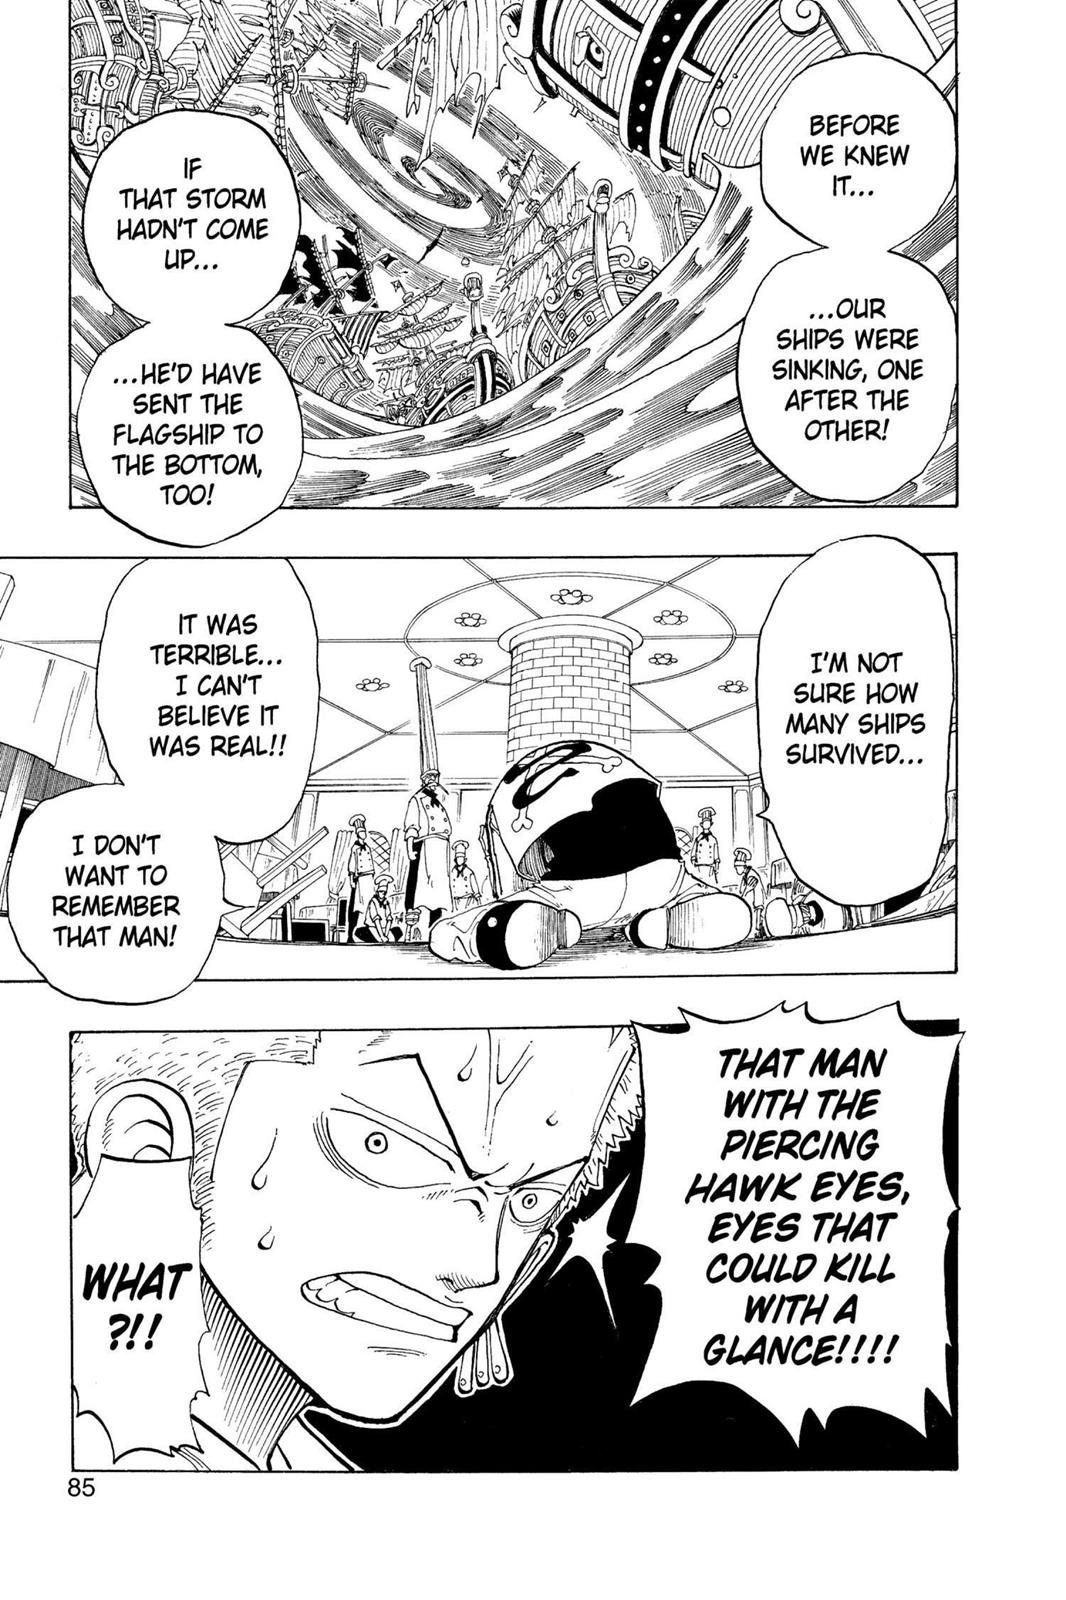 BEFORE
WE KNEW
IT...
...OUR
SHIPS WERE
SINKING, ONE
AFTER THE
OTHER!
IF
THAT STORM
HADN'T COME
UP...
...HE'D HAVE
SENT THE
FLAGSHIP TO
THE BOTTOM,
TOO!
I'M NOT
SURE HOW
MANY SHIPS
SURVIVED...
IT WAS
TERRIBLE...
I CAN'T
BELIEVE IT
WAS REAL!!
I DON'T
WANT TO
REMEMBER
THAT MAN!
THAT MAN
WITH THE
PIERCING
HAWK EYES,
EYES THAT
COULD KILL
WITH A
GLANCE!!!!
WHAT
?!!
85